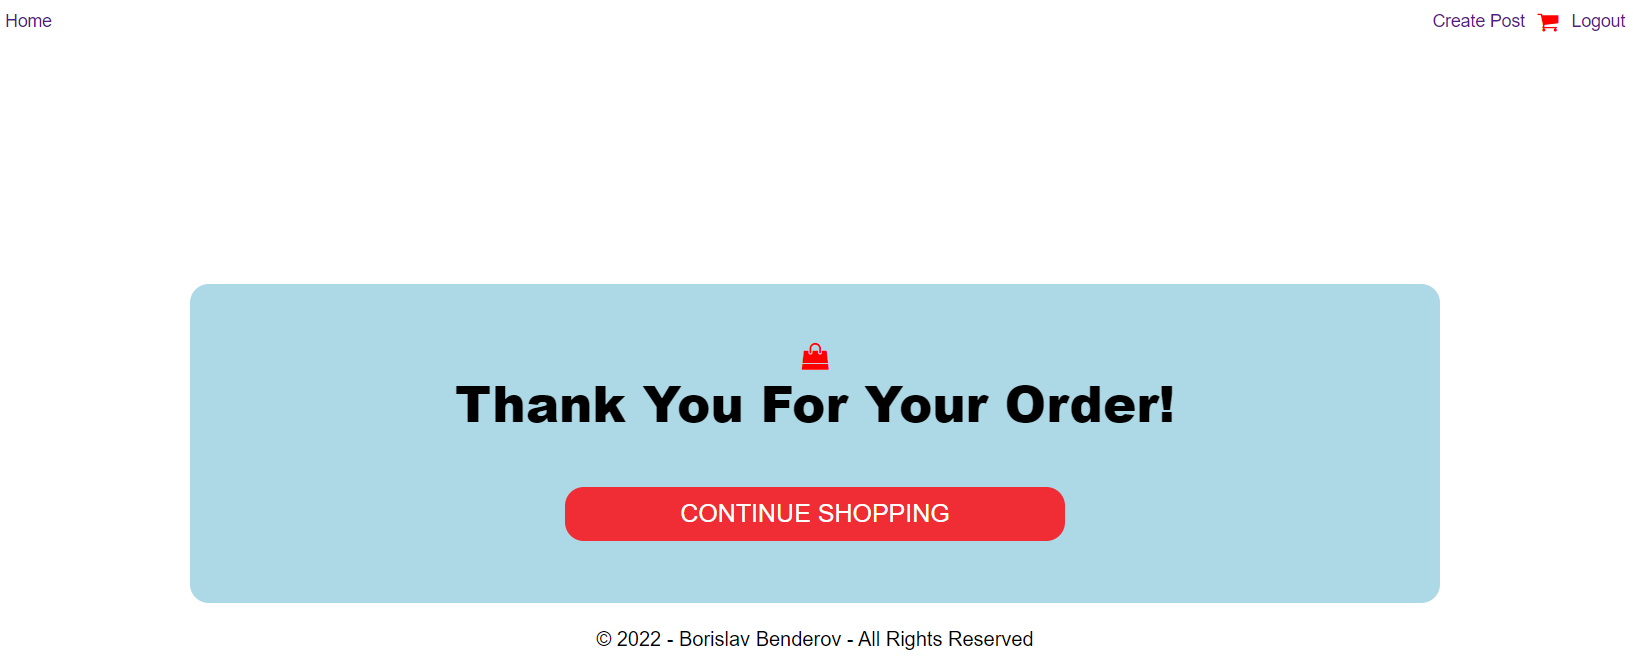 Home Create Post Logout
Thank You For Your Order!
CONTINUE SHOPPING
© 2022 - Borislav Benderov - All Rights Reserved